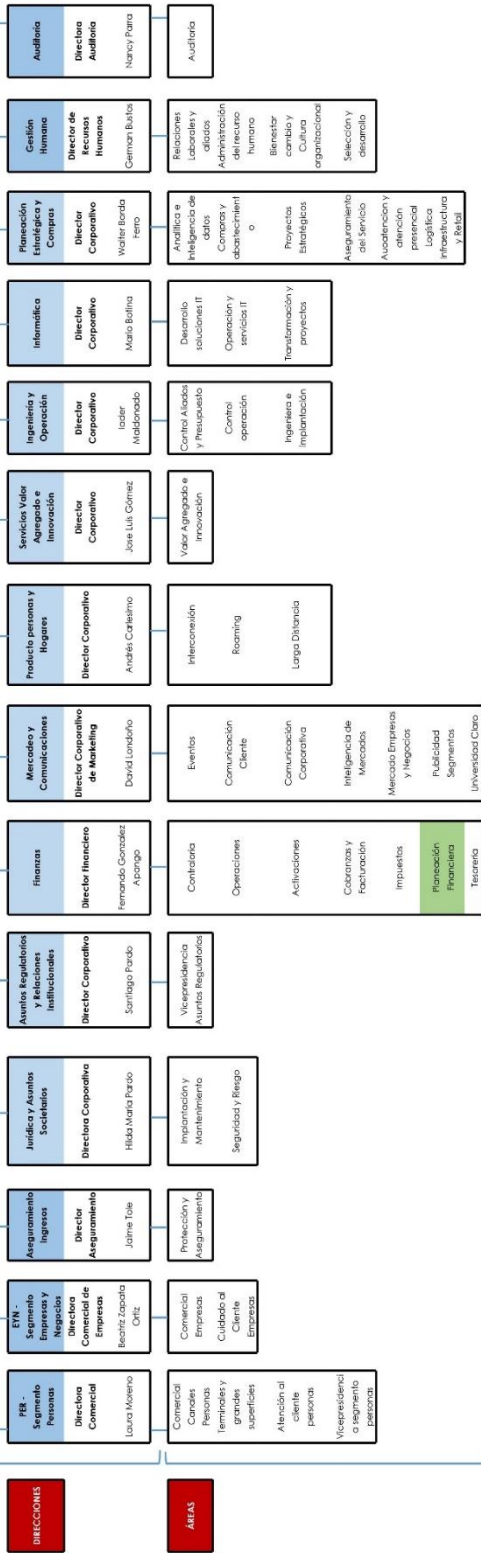 DIRECCIONES
PER -
Segmento
Personas
Directora
Comercial
Laura Moreno
EYN -
Segmento
Empresas y
Negocios
Directora
Comercial de
Empresas
Beatriz Zapata
Ortiz
Aseguramiento
Ingresos
Director
Aseguramiento
Jaime Tole
Jurídica y Asuntos
Societarios
Directora Corporativa
Hilda María Pardo
Asuntos Regulatorios
y Relaciones
Institucionales
Director Corporativo
Santiago Pardo
Finanzas
Director Financiero
Fernando Gonzalez
Apango
Mercadeo y
Comunicaciones
Director Corporativo
de Marketing
David Londoño
Producto personas y
Hogares
Director Corporativo
Andrés Carlesimo
Servicios Valor
Agregado e
Innovación
Director
Corporativo
Jose Luis Gómez
Ingeniería y
Operación
Director
Corporativo
Iader
Maldonado
Informática
Director
Corporativo
Mario Botina
Planeación
Estratégica y
Compras
Director
Corporativo
Walter Borda
Ferro
Gestión
Humana
Director de
Recursos
Humanos
German Bustos
Auditoria
Directora
Auditoria
Nancy Parra
ÁREAS
Comercial
Canales
Personas
Terminales y
grandes
superficies
Atención al
cliente
personas
Vicepresidenci
a segmento
personas
Comercial
Empresas
Cuidado al
Cliente
Empresas
Protección y
Aseguramiento
Implantación y
Mantenimiento
Seguridad y Riesgo
Vicepresidencia
Asuntos Regulatorios
Contraloria
Operaciones
Activaciones
Cobranzas y
Facturación
Impuestos
Planeación
Financiera
Tesorería
Eventos
Comunicación
Cliente
Comunicación
Corporativa
Inteligencia de
Mercados
Mercado Empresas
y Negocios
Publicidad
Segmentos
Universidad Claro
Interconexión
Roaming
Larga Distancia
Valor Agregado e
Innovación
Control Aliados
y Presupuesto
Control
operación
Ingeniera e
implantación
Desarrollo
soluciones IT
Operación y
servicios IT
Transformación y
proyectos
Analítica e
Inteligencia de
datos
Compras y
abastecimient
o
Proyectos
Estratégicos
Aseguramiento
del Servicio
Auoatencion y
atención
presencial
Logística
Infraestructura
y Retail
Relaciones
Laborales y
aliados
Administración
del recurso
humano
Bienestar
cambio y
Cultura
organizacional
Selección y
desarrollo
Auditoria